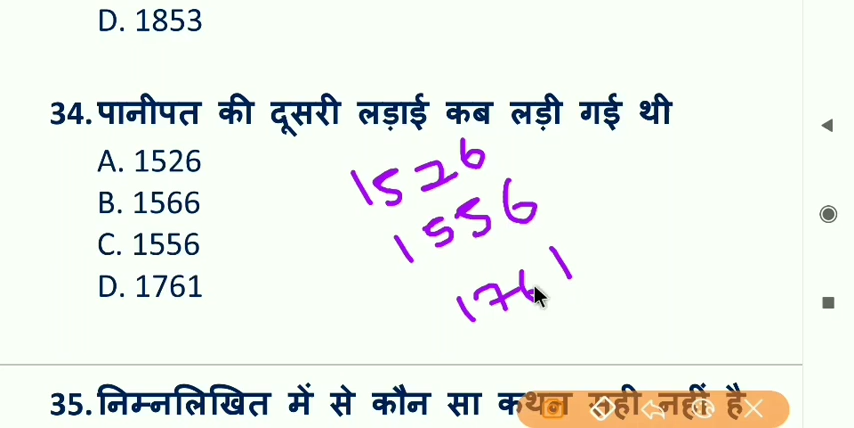 D. 1853
34. पानीपत की दूसरी लड़ाई कब लड़ी गई थी
A. 1526
B. 1566
C. 1556
D. 1761
1526
1556
1761
35. निम्नलिखित में से कौन सा कथन सही नहीं है